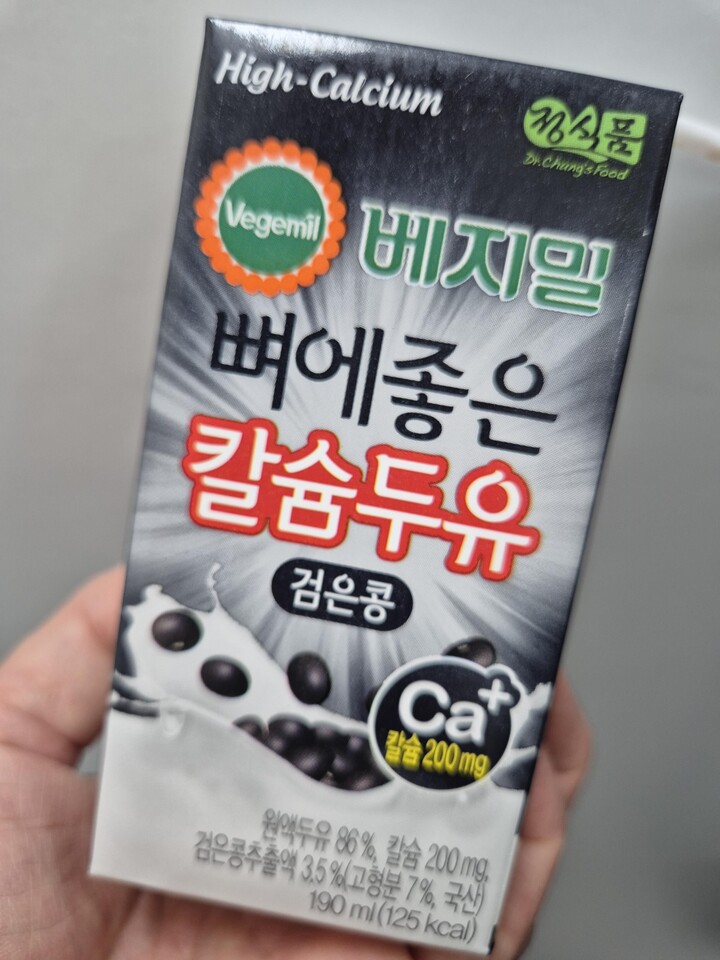 High-Calcium
정식품
Dr.Chung'sFood
Vegemil
베지밀
뼈에좋은
칼슘두유
검은콩
Ca+
칼슘 200mg
원액두유 86%, 칼슘 200mg,
검은콩추출액 3.5%(고형분 7%, 국산)
190 ml(125 kcal)